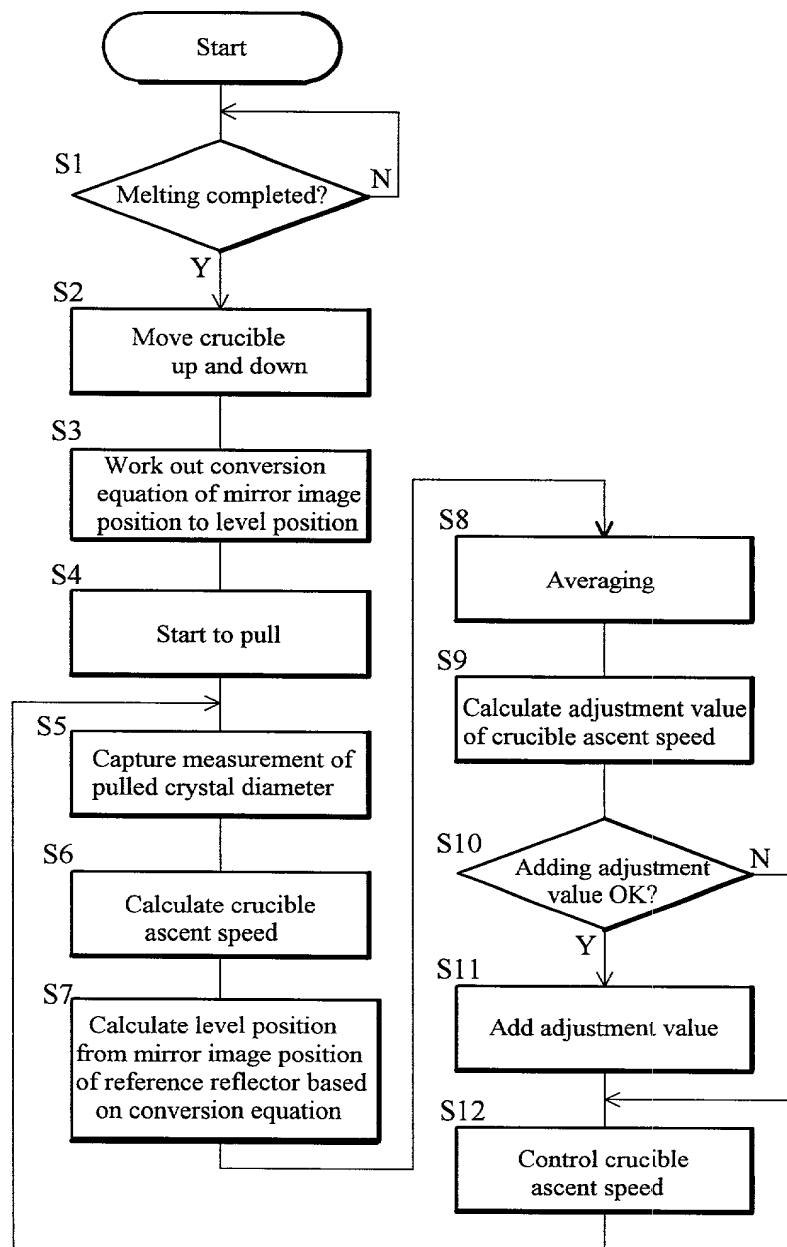 Start
S1
Melting completed?
N
Y
S2
Move crucible
up and down
S3
Work out conversion
equation of mirror image
position to level position
S4
Start to pull
S5
Capture measurement of
pulled crystal diameter
S6
Calculate crucible
ascent speed
S7
Calculate level position
from mirror image position
of reference reflector based
on conversion equation
S8
Averaging
S9
Calculate adjustment value
of crucible ascent speed
S10
Adding adjustment
value OK?
N
Y
S11
Add adjustment value
S12
Control crucible
ascent speed